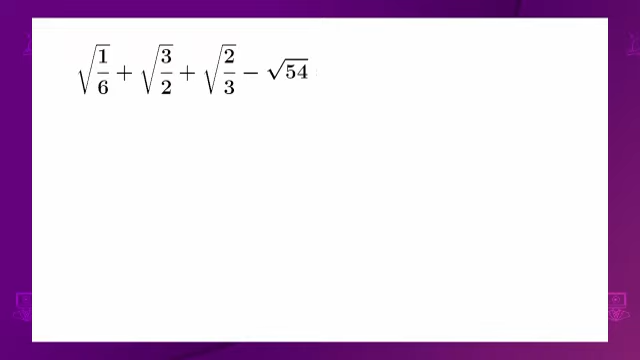 √(1/6) + √(3/2) + √(2/3) − √54